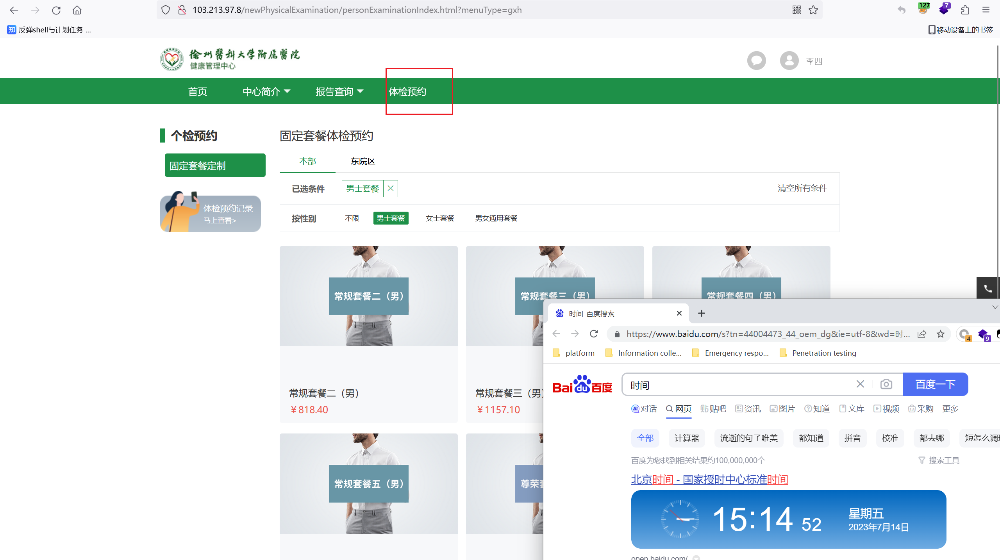 103.213.97.8/newPhysicalExamination/personExaminationIndex.html?menuType=gxh
127
7
知 反弹shell与计划任务 ...
移动设备上的书签
徐州醫科大学附属醫院
健康管理中心
李四
首页 中心简介 报告查询 体检预约
个检预约
固定套餐定制
体检预约记录
马上查看>
固定套餐体检预约
本部 东院区
已选条件 男士套餐 清空所有条件
按性别 不限 男士套餐 女士套餐 男女通用套餐
常规套餐二（男）
常规套餐三（男）
常规套餐四（男）
常规套餐二（男）
￥818.40
常规套餐三（男）
￥1157.10
常规套餐五（男）
尊荣
时间_百度搜索
https://www.baidu.com/s?tn=44004473_44_oem_dg&ie=utf-8&wd=时...
4
9
platform Information colle... Emergency respo... Penetration testing
Bai du 百度
时间
百度一下
对话 网页 贴吧 资讯 图片 知道 文库 视频 采购 更多
全部 计算器 流逝的句子唯美 都知道 拼音 校准 都去哪 短怎么调
百度为您找到相关结果约100,000,000个 搜索工具
北京时间 - 国家授时中心标准时间
15:14 52
星期五
2023年7月14日
open.baidu.com/